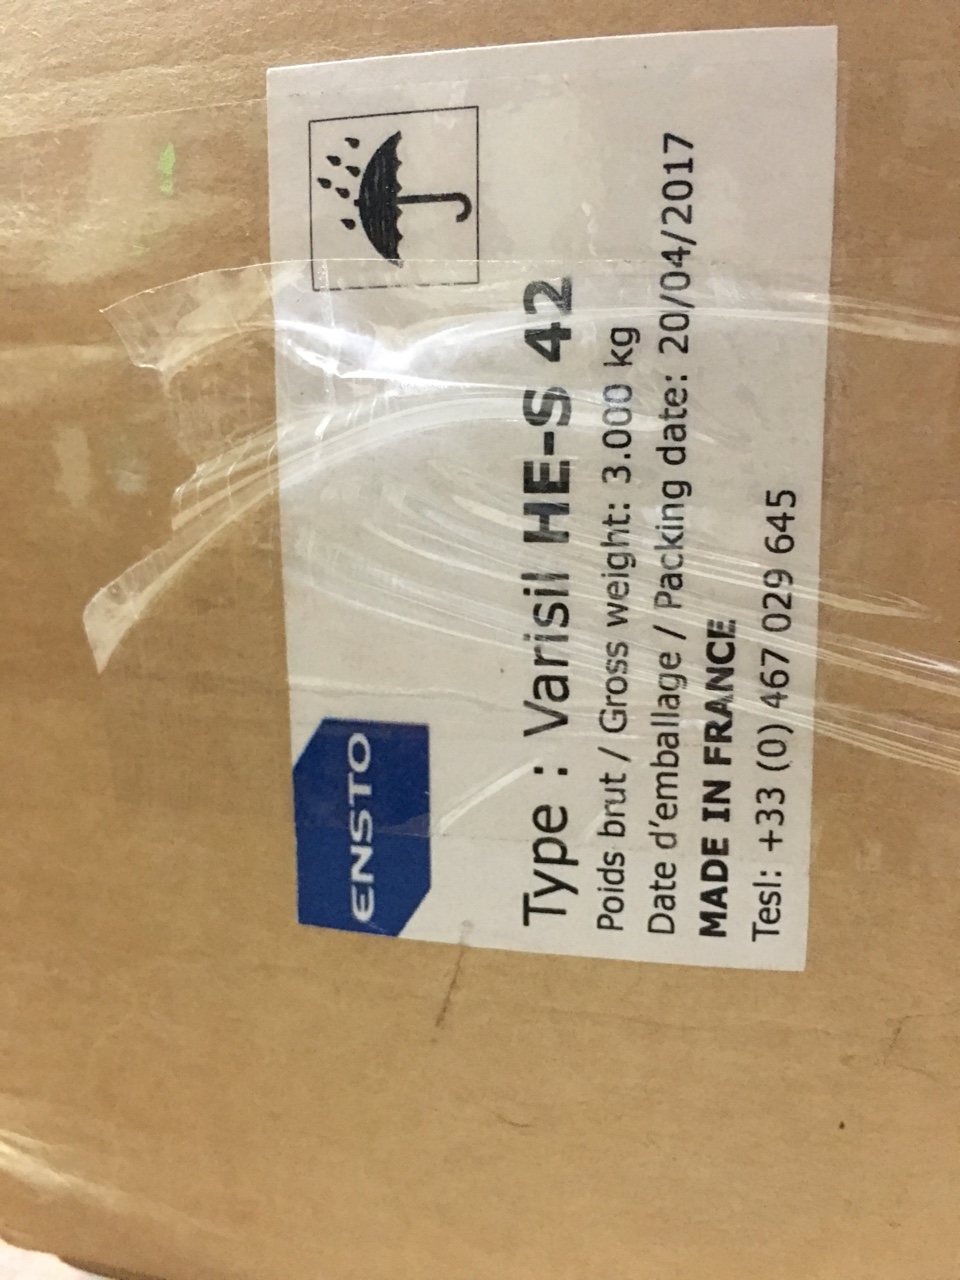 ENSTO
Type : Varisil HE-S 42
Poids brut / Gross weight: 3.000 kg
Date d'emballage / Packing date: 20/04/2017
MADE IN FRANCE
Tesl: +33 (0) 467 029 645